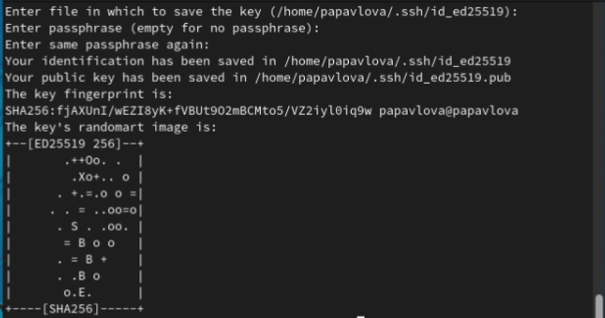 Enter file in which to save the key (/home/papavlova/.ssh/id_ed25519):
Enter passphrase (empty for no passphrase):
Enter same passphrase again:
Your identification has been saved in /home/papavlova/.ssh/id_ed25519
Your public key has been saved in /home/papavlova/.ssh/id_ed25519.pub
The key fingerprint is:
SHA256:fjAXUnI/wEZI8yK+fVBUt9O2mBCMto5/VZ2iyl0iq9w papavlova@papavlova
The key's randomart image is:
+--[ED25519 256]--+
|       .++Oo. .  |
|        .Xo+.. o |
|      . +.=.o o =|
|     . . = ..oo=o|
|      . S . .oo. |
|       = B o o   |
|      . = B +    |
|      . .B o     |
|       o.E.      |
+----[SHA256]-----+